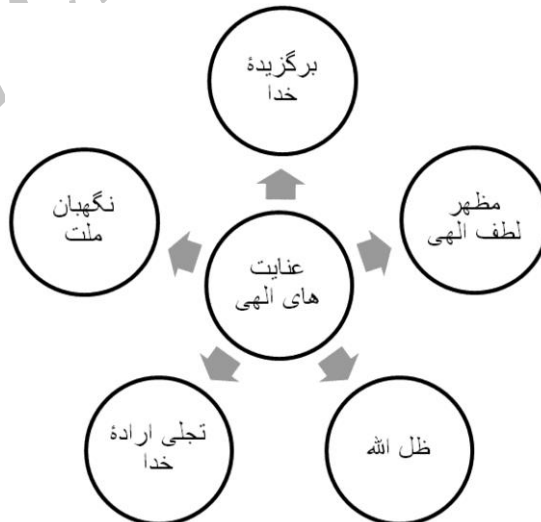 برگزیدهٔ
خدا
مظهر
لطف الهی
نگهبان
ملت
عنایت
های الهی
تجلی ارادهٔ
خدا
ظل الله